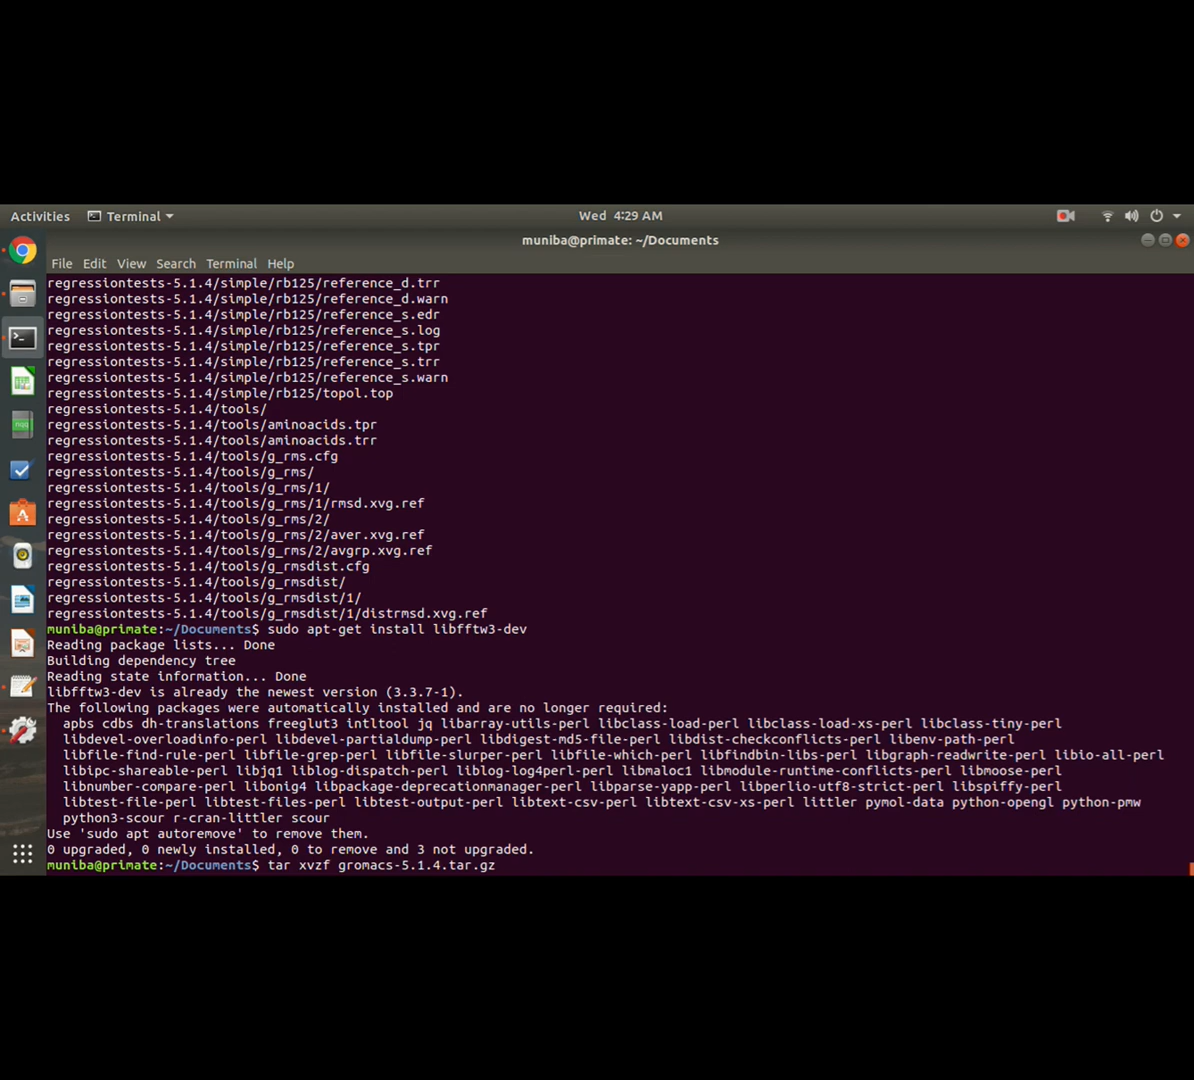 Activities Terminal Wed 4:29 AM
muniba@primate: ~/Documents
File Edit View Search Terminal Help
regressiontests-5.1.4/simple/rb125/reference_d.trr
regressiontests-5.1.4/simple/rb125/reference_d.warn
regressiontests-5.1.4/simple/rb125/reference_s.edr
regressiontests-5.1.4/simple/rb125/reference_s.log
regressiontests-5.1.4/simple/rb125/reference_s.tpr
regressiontests-5.1.4/simple/rb125/reference_s.trr
regressiontests-5.1.4/simple/rb125/reference_s.warn
regressiontests-5.1.4/simple/rb125/topol.top
regressiontests-5.1.4/tools/
regressiontests-5.1.4/tools/aminoacids.tpr
regressiontests-5.1.4/tools/aminoacids.trr
regressiontests-5.1.4/tools/g_rms.cfg
regressiontests-5.1.4/tools/g_rms/
regressiontests-5.1.4/tools/g_rms/1/
regressiontests-5.1.4/tools/g_rms/1/rmsd.xvg.ref
regressiontests-5.1.4/tools/g_rms/2/
regressiontests-5.1.4/tools/g_rms/2/aver.xvg.ref
regressiontests-5.1.4/tools/g_rms/2/avgrp.xvg.ref
regressiontests-5.1.4/tools/g_rmsdist.cfg
regressiontests-5.1.4/tools/g_rmsdist/
regressiontests-5.1.4/tools/g_rmsdist/1/
regressiontests-5.1.4/tools/g_rmsdist/1/distrmsd.xvg.ref
muniba@primate:~/Documents$ sudo apt-get install libfftw3-dev
Reading package lists... Done
Building dependency tree
Reading state information... Done
libfftw3-dev is already the newest version (3.3.7-1).
The following packages were automatically installed and are no longer required:
apbs cdbs dh-translations freeglut3 intltool jq libarray-utils-perl libclass-load-perl libclass-load-xs-perl libclass-tiny-perl
libdevel-overloadinfo-perl libdevel-partialdump-perl libdigest-md5-file-perl libdist-checkconflicts-perl libenv-path-perl
libfile-find-rule-perl libfile-grep-perl libfile-slurper-perl libfile-which-perl libfindbin-libs-perl libgraph-readwrite-perl libio-all-perl
libipc-shareable-perl libjq1 liblog-dispatch-perl liblog-log4perl-perl libmaloc1 libmodule-runtime-conflicts-perl libmoose-perl
libnumber-compare-perl libonig4 libpackage-deprecationmanager-perl libparse-yapp-perl libperlio-utf8-strict-perl libspiffy-perl
libtest-file-perl libtest-files-perl libtest-output-perl libtext-csv-perl libtext-csv-xs-perl littler pymol-data python-opengl python-pmw
python3-scour r-cran-littler scour
Use 'sudo apt autoremove' to remove them.
0 upgraded, 0 newly installed, 0 to remove and 3 not upgraded.
muniba@primate:~/Documents$ tar xvzf gromacs-5.1.4.tar.gz